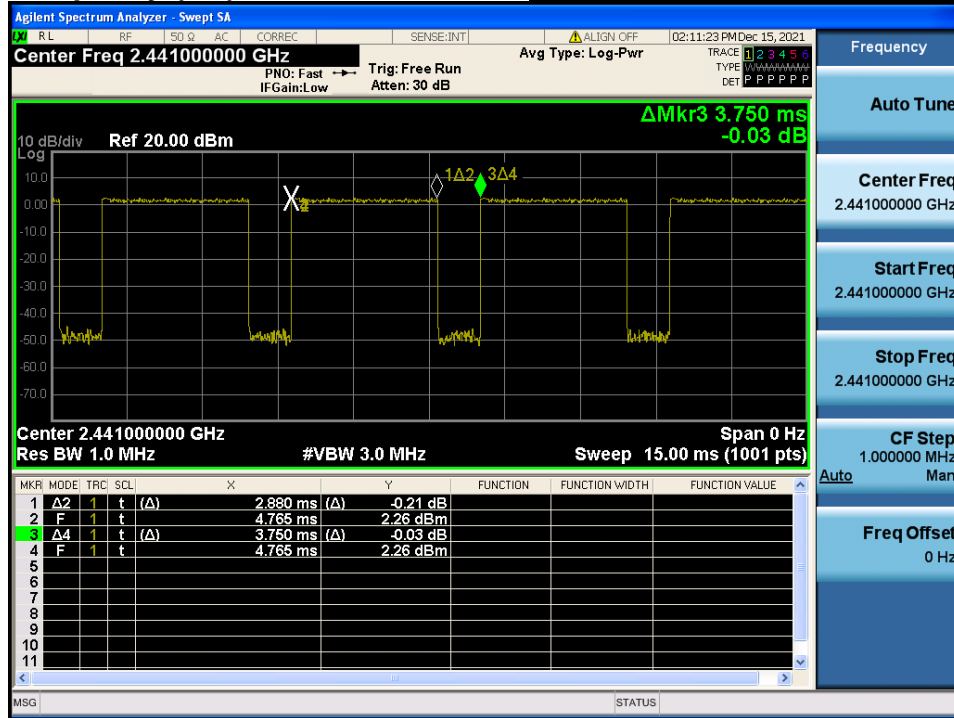 Agilent Spectrum Analyzer - Swept SA
LXI RL RF 50 Ω AC CORREC SENSE:INT ALIGN OFF 02:11:23 PM Dec 15, 2021
Center Freq 2.441000000 GHz
PNO: Fast
IFGain:Low
Trig: Free Run
Atten: 30 dB
Avg Type: Log-Pwr
TRACE 1 2 3 4 5 6
TYPE WWWWWW
DET P P P P P P
ΔMkr3 3.750 ms
-0.03 dB
10 dB/div Ref 20.00 dBm
Log
10.0
0.00
-10.0
-20.0
-30.0
-40.0
-50.0
-60.0
-70.0
X
4
1Δ2
3Δ4
Center 2.441000000 GHz Span 0 Hz
Res BW 1.0 MHz #VBW 3.0 MHz Sweep 15.00 ms (1001 pts)
MKR MODE TRC SCL X Y FUNCTION FUNCTION WIDTH FUNCTION VALUE
1 Δ2 1 t (Δ) 2.880 ms (Δ) -0.21 dB
2 F 1 t 4.765 ms 2.26 dBm
3 Δ4 1 t (Δ) 3.750 ms (Δ) -0.03 dB
4 F 1 t 4.765 ms 2.26 dBm
5
6
7
8
9
10
11
MSG STATUS
Frequency
Auto Tune
Center Freq
2.441000000 GHz
Start Freq
2.441000000 GHz
Stop Freq
2.441000000 GHz
CF Step
1.000000 MHz
Auto Man
Freq Offset
0 Hz